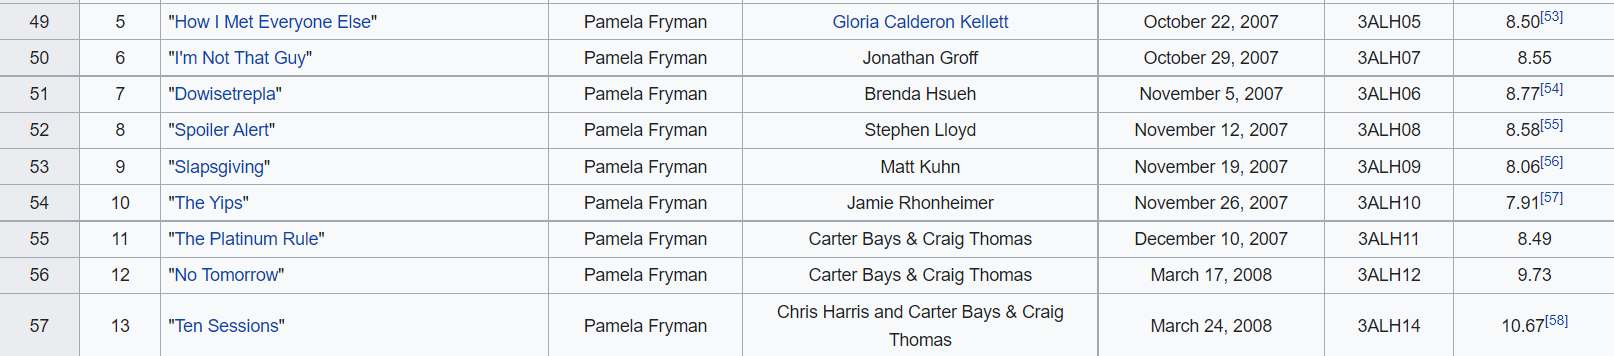 49 5 "How I Met Everyone Else" Pamela Fryman Gloria Calderon Kellett October 22, 2007 3ALH05 8.50[53]
50 6 "I'm Not That Guy" Pamela Fryman Jonathan Groff October 29, 2007 3ALH07 8.55
51 7 "Dowisetrepla" Pamela Fryman Brenda Hsueh November 5, 2007 3ALH06 8.77[54]
52 8 "Spoiler Alert" Pamela Fryman Stephen Lloyd November 12, 2007 3ALH08 8.58[55]
53 9 "Slapsgiving" Pamela Fryman Matt Kuhn November 19, 2007 3ALH09 8.06[56]
54 10 "The Yips" Pamela Fryman Jamie Rhonheimer November 26, 2007 3ALH10 7.91[57]
55 11 "The Platinum Rule" Pamela Fryman Carter Bays & Craig Thomas December 10, 2007 3ALH11 8.49
56 12 "No Tomorrow" Pamela Fryman Carter Bays & Craig Thomas March 17, 2008 3ALH12 9.73
57 13 "Ten Sessions" Pamela Fryman Chris Harris and Carter Bays & Craig
Thomas March 24, 2008 3ALH14 10.67[58]